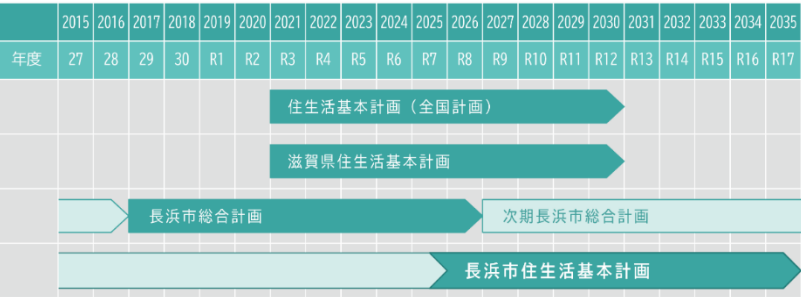 2015 2016 2017 2018 2019 2020 2021 2022 2023 2024 2025 2026 2027 2028 2029 2030 2031 2032 2033 2034 2035
年度 27 28 29 30 R1 R2 R3 R4 R5 R6 R7 R8 R9 R10 R11 R12 R13 R14 R15 R16 R17
住生活基本計画（全国計画）
滋賀県住生活基本計画
長浜市総合計画 次期長浜市総合計画
長浜市住生活基本計画